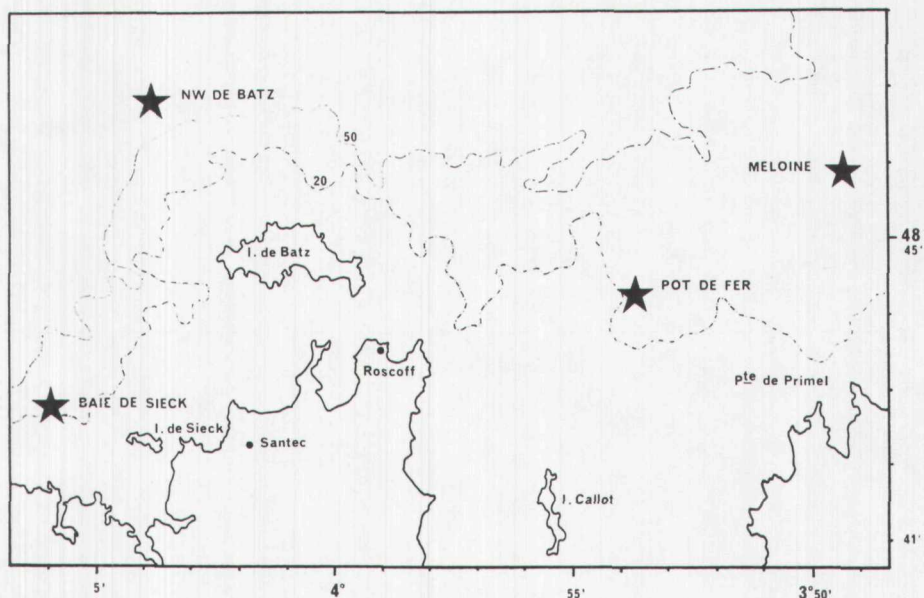 NW DE BATZ
50
MELOINE
20
48
45'
I. de Batz
POT DE FER
Roscoff
Pte de Primel
BAIE DE SIECK
I. de Sieck
Santec
I. Callot
41'
5'
4°
55'
3° 50'